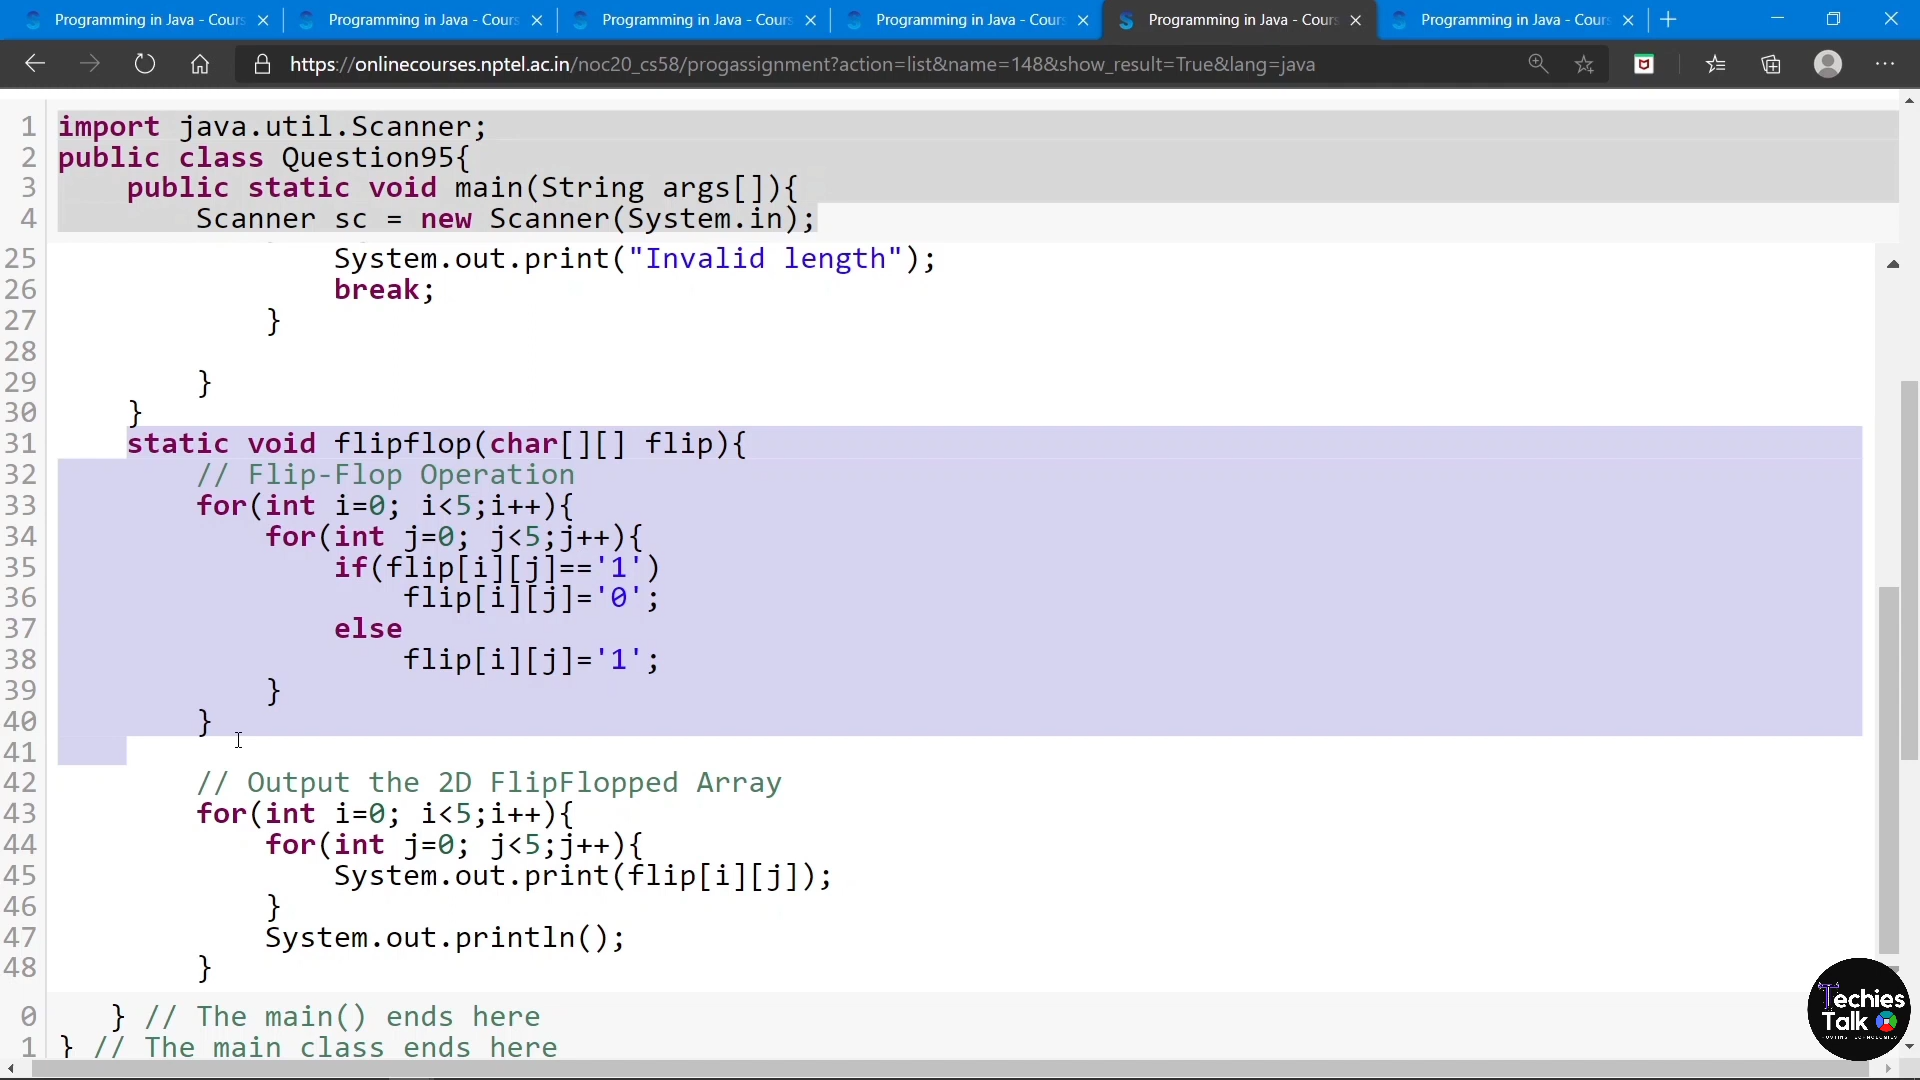 Programming in Java - Cour
Programming in Java - Cour
Programming in Java - Cour
Programming in Java - Cour
Programming in Java - Cour
Programming in Java - Cour
https://onlinecourses.nptel.ac.in/noc20_cs58/progassignment?action=list&name=148&show_result=True&lang=java
1 import java.util.Scanner;
2 public class Question95{
3     public static void main(String args[]){
4         Scanner sc = new Scanner(System.in);
25                 System.out.print("Invalid length");
26                 break;
27             }
28
29         }
30     }
31     static void flipflop(char[][] flip){
32         // Flip-Flop Operation
33         for(int i=0; i<5;i++){
34             for(int j=0; j<5;j++){
35                 if(flip[i][j]=='1')
36                     flip[i][j]='0';
37                 else
38                     flip[i][j]='1';
39             }
40         }
41
42         // Output the 2D FlipFlopped Array
43         for(int i=0; i<5;i++){
44             for(int j=0; j<5;j++){
45                 System.out.print(flip[i][j]);
46             }
47             System.out.println();
48         }
0    } // The main() ends here
1 } // The main class ends here
Techies
Talk